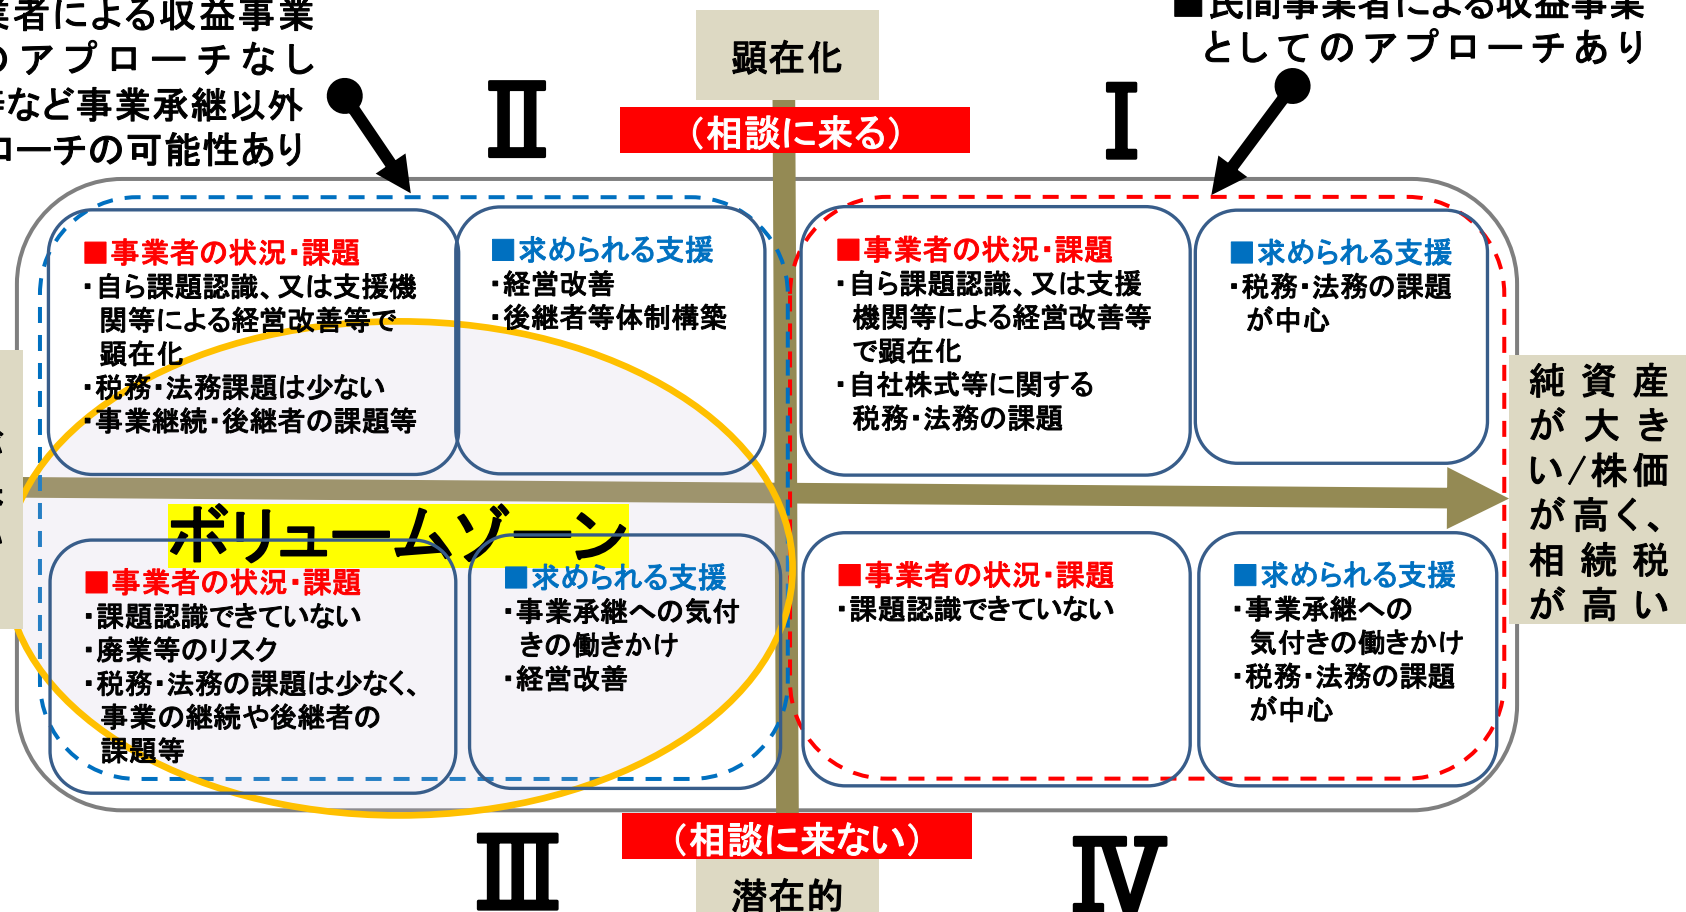 業者による収益事業
のアプローチなし
など事業承継以外
ローチの可能性あり
Ⅱ
顕在化
(相談に来る)
Ⅰ
■民間事業者による収益事業
としてのアプローチあり
■事業者の状況・課題
・自ら課題認識、又は支援機
関等による経営改善等で
顕在化
・税務・法務課題は少ない
・事業継続・後継者の課題等
■求められる支援
・経営改善
・後継者等体制構築
■事業者の状況・課題
・自ら課題認識、又は支援
機関等による経営改善等
で顕在化
・自社株式等に関する
税務・法務の課題
■求められる支援
・税務・法務の課題
が中心
純資産
が大き
い/株価
が高く、
相続税
が高い
ボリュームゾーン
■事業者の状況・課題
・課題認識できていない
・廃業等のリスク
・税務・法務の課題は少なく、
事業の継続や後継者の
課題等
■求められる支援
・事業承継への気付
きの働きかけ
・経営改善
■事業者の状況・課題
・課題認識できていない
■求められる支援
・事業承継への
気付きの働きかけ
・税務・法務の課題
が中心
Ⅲ
(相談に来ない)
潜在的
Ⅳ